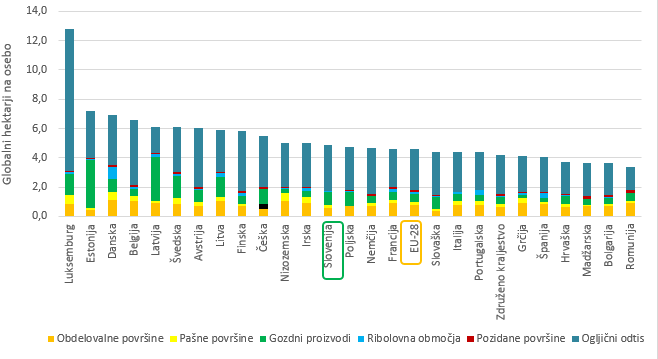 Globalni hektarji na osebo
14,0
12,0
10,0
8,0
6,0
4,0
2,0
0,0
Luksemburg
Estonija
Danska
Belgija
Latvija
Švedska
Avstrija
Litva
Finska
Češka
Nizozemska
Irska
Slovenija
Poljska
Nemčija
Francija
EU-28
Slovaška
Italija
Portugalska
Združeno kraljestvo
Grčija
Španija
Hrvaška
Madžarska
Bolgarija
Romunija
Obdelovalne površine Pašne površine Gozdni proizvodi Ribolovna območja Pozidane površine Ogljični odtis